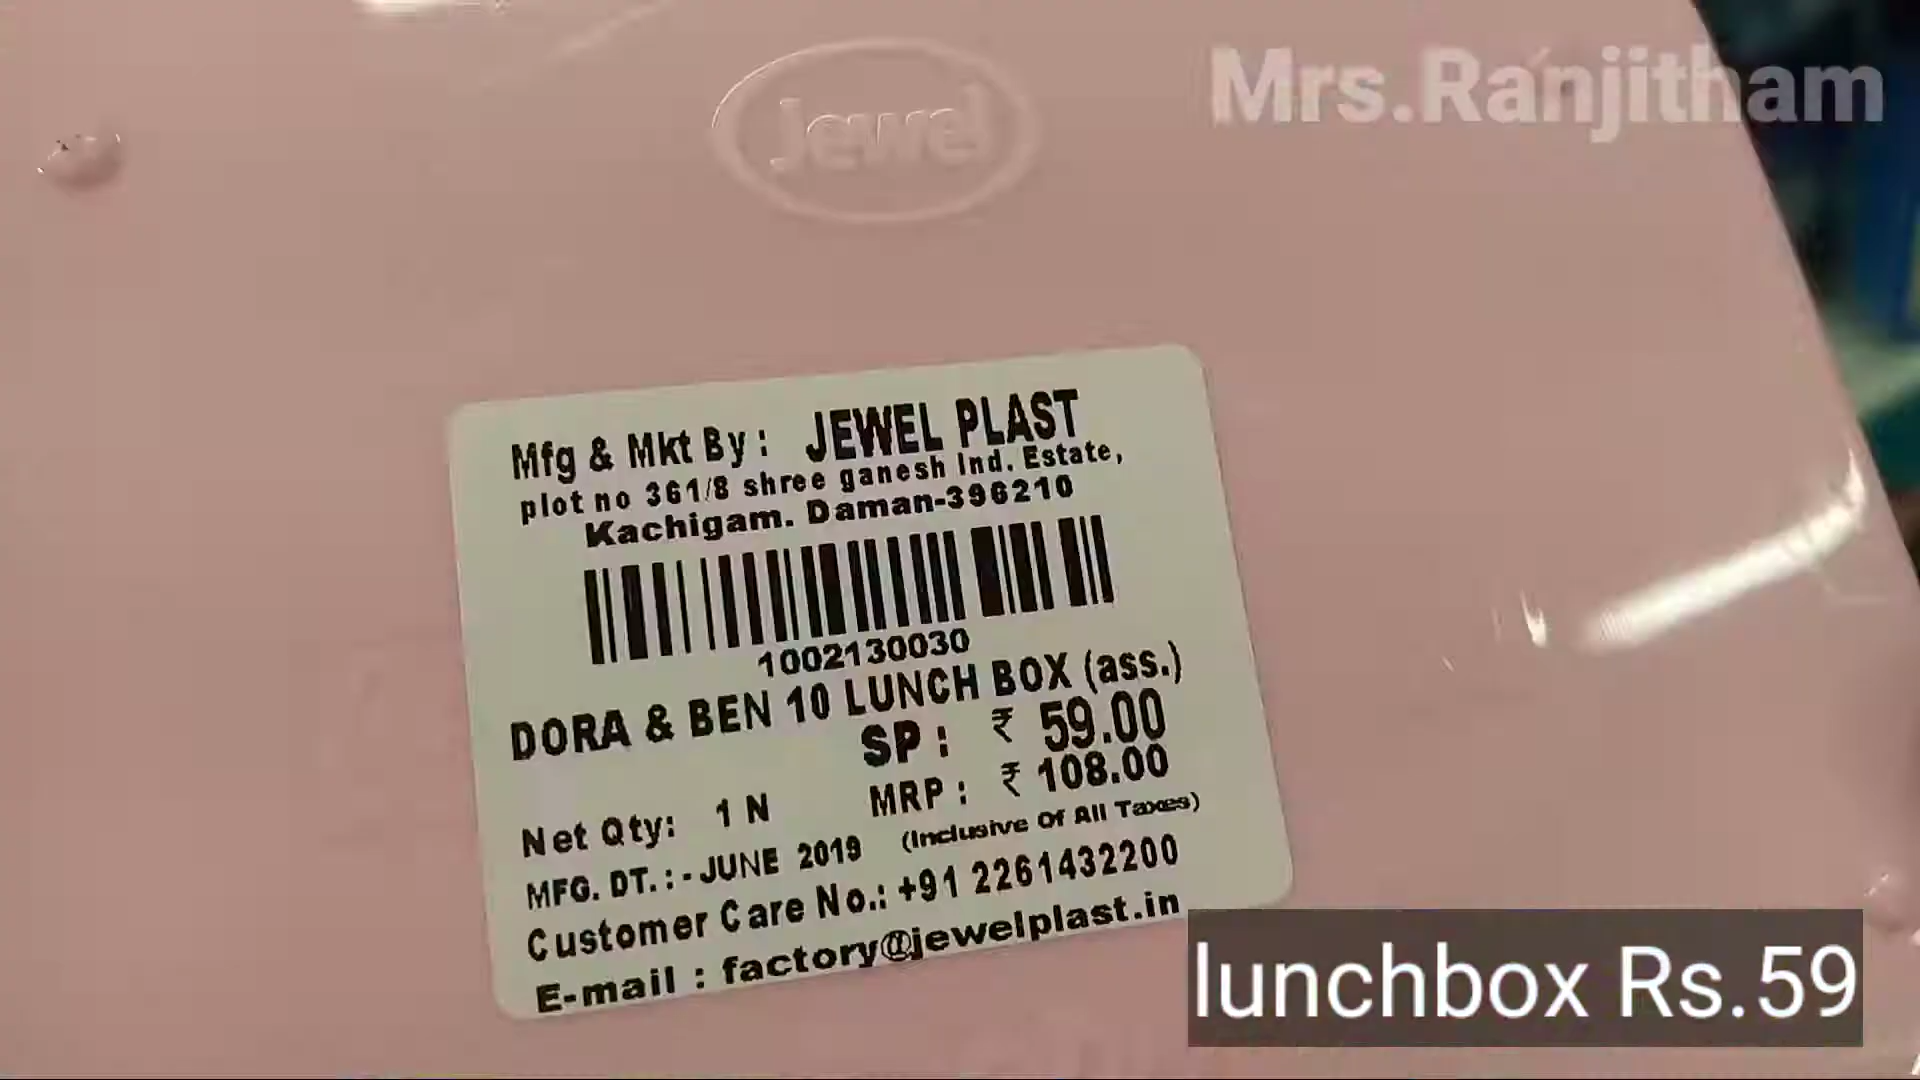 Jewel
Mrs.Ranjitham
Mfg & Mkt By : JEWEL PLAST
plot no 361/8 shree ganesh Ind. Estate,
Kachigam. Daman-396210
1002130030
DORA & BEN 10 LUNCH BOX (ass.)
SP : ₹ 59.00
Net Qty: 1 N MRP : ₹ 108.00
MFG. DT. : - JUNE 2019 (Inclusive Of All Taxes)
Customer Care No.: +91 2261432200
E-mail : factory@jewelplast.in
lunchbox Rs.59